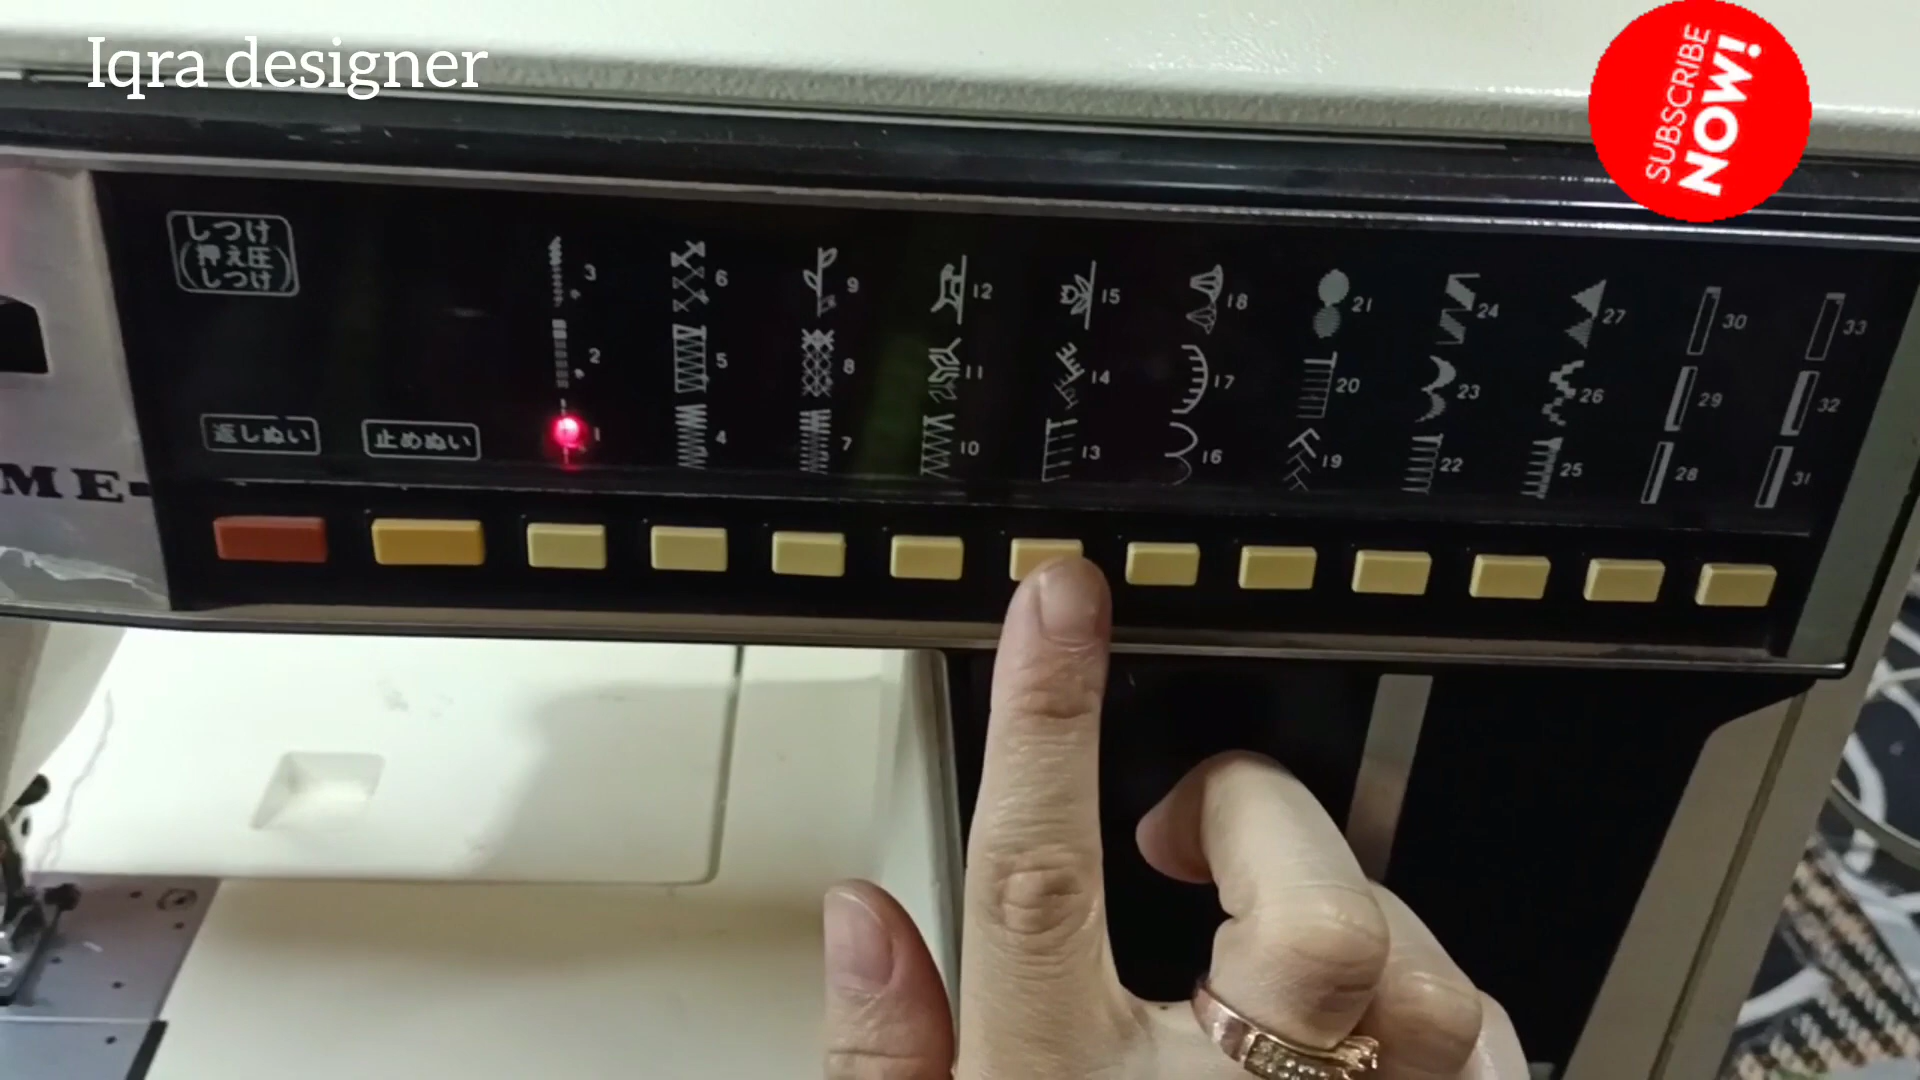 Iqra designer
SUBSCRIBE
NOW!
しつけ
(押え圧
しつけ)
3 6 9 12 15 18 21 24 27 30 33
2 5 8 11 14 17 20 23 26 29 32
返しぬい 止めぬい 1 4 7 10 13 16 19 22 25 28 31
ME-